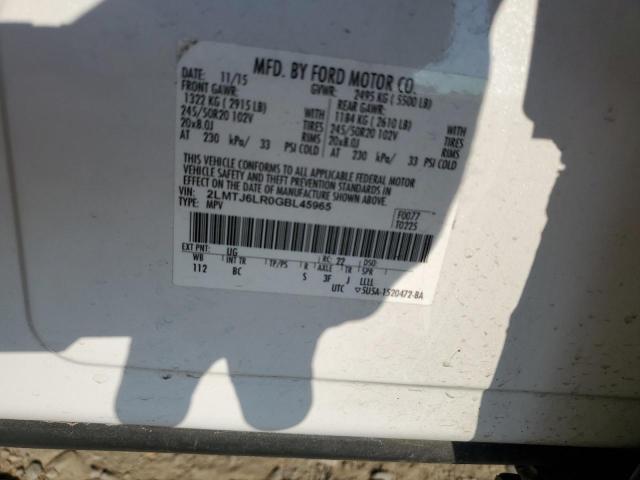 MFD. BY FORD MOTOR CO.
DATE: 11/15 GVWR: 2495 KG ( 5500 LB)
FRONT GAWR: REAR GAWR:
1322 KG ( 2915 LB) 1184 KG ( 2610 LB)
245/50R20 102V TIRES 245/50R20 102V TIRES
20x8.0J RIMS 20x8.0J RIMS
AT 230 kPa/ 33 PSI COLD AT 230 kPa/ 33 PSI COLD
THIS VEHICLE CONFORMS TO ALL APPLICABLE FEDERAL MOTOR
VEHICLE SAFETY AND THEFT PREVENTION STANDARDS IN
EFFECT ON THE DATE OF MANUFACTURE SHOWN ABOVE.
VIN: 2LMTJ6LR0GBL45965
TYPE: MPV
F0077
T0225
EXT PNT: UG RC: 22 DSO:
WB INT TR TP/PS R AXLE TR SPR
112 BC S 3F J LLLL
UTC ▽5U5A-1520472-BA